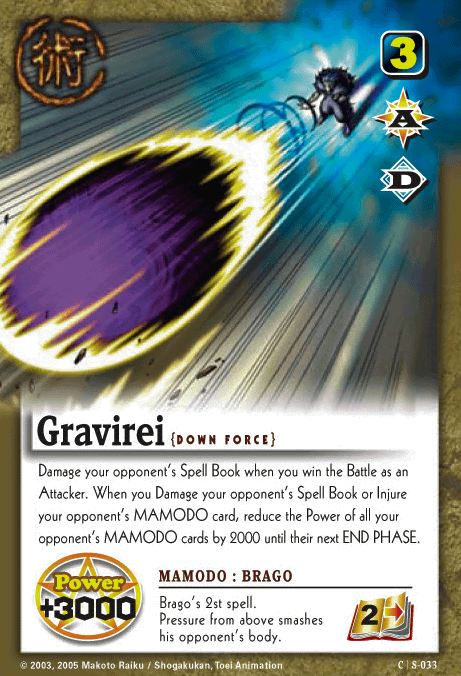 術
3
A
D
Gravirei {DOWN FORCE}
Damage your opponent's Spell Book when you win the Battle as an
Attacker. When you Damage your opponent's Spell Book or Injure
your opponent's MAMODO card, reduce the Power of all your
opponent's MAMODO cards by 2000 until their next END PHASE.
Power
+3000
MAMODO : BRAGO
Brago's 2st spell.
Pressure from above smashes
his opponent's body.
2
© 2003, 2005 Makoto Raiku / Shogakukan, Toei Animation
C | S-033